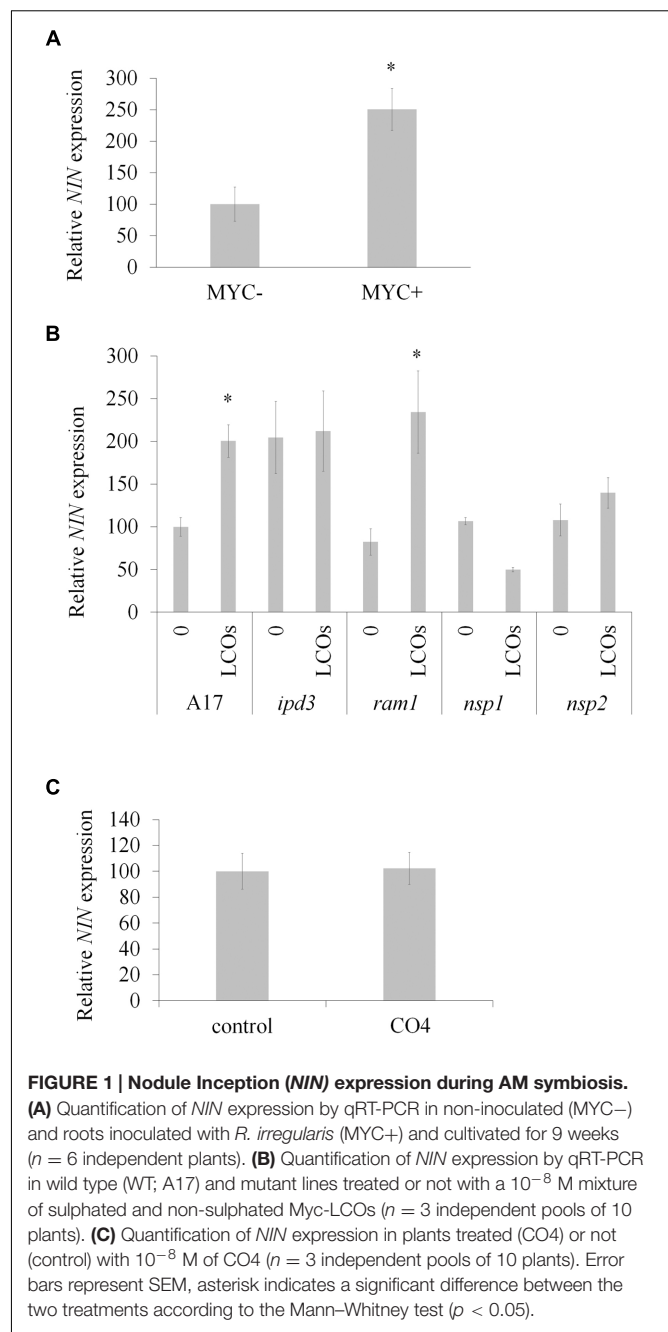 A
Relative NIN expression
300
250
200
150
100
50
0
*
MYC-
MYC+
B
Relative NIN expression
300
250
200
150
100
50
0
*
*
0
LCOs
0
LCOs
0
LCOs
0
LCOs
0
LCOs
A17
ipd3
ram1
nsp1
nsp2
C
Relative NIN expression
140
120
100
80
60
40
20
0
control
CO4
FIGURE 1 | Nodule Inception (NIN) expression during AM symbiosis.
(A) Quantification of NIN expression by qRT-PCR in non-inoculated (MYC−)
and roots inoculated with R. irregularis (MYC+) and cultivated for 9 weeks
(n = 6 independent plants). (B) Quantification of NIN expression by qRT-PCR
in wild type (WT; A17) and mutant lines treated or not with a 10⁻⁸ M mixture
of sulphated and non-sulphated Myc-LCOs (n = 3 independent pools of 10
plants). (C) Quantification of NIN expression in plants treated (CO4) or not
(control) with 10⁻⁸ M of CO4 (n = 3 independent pools of 10 plants). Error
bars represent SEM, asterisk indicates a significant difference between the
two treatments according to the Mann–Whitney test (p < 0.05).